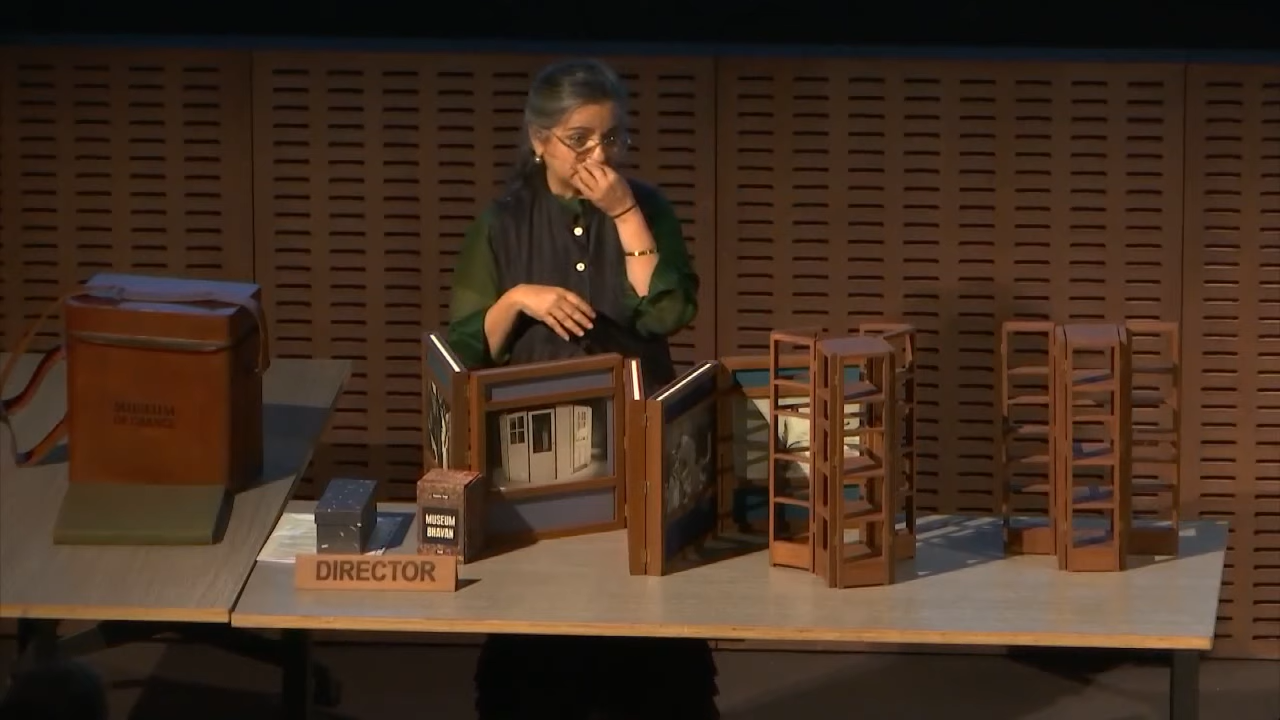 MUSEUM
OF CHANCE
MUSEUM
BHAVAN
DIRECTOR